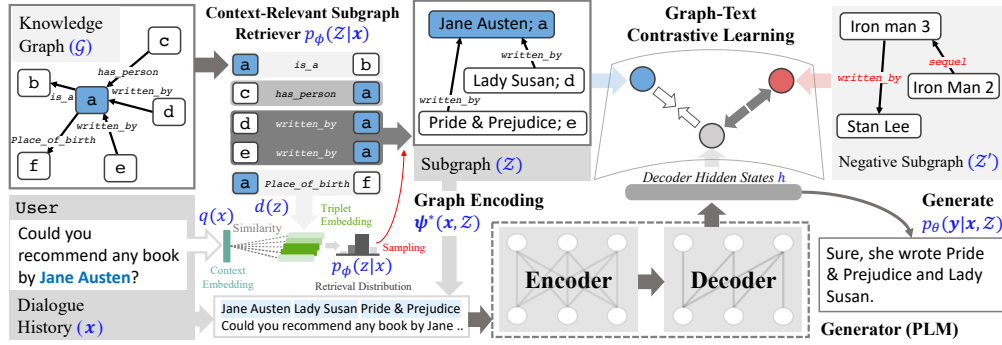 Knowledge
Graph (𝒢)
c
b
has_person
is_a
a
written_by
d
Place_of_birth
written_by
f
e
Context-Relevant Subgraph
Retriever pϕ(𝒵|𝒙)
a is_a b
c has_person a
d written_by a
e written_by a
a Place_of_birth f
Jane Austen; a
written_by
Lady Susan; d
written_by
Pride & Prejudice; e
Subgraph (𝒵)
Graph-Text
Contrastive Learning
Decoder Hidden States h
Iron man 3
sequel
written_by
Iron Man 2
Stan Lee
Negative Subgraph (𝒵′)
User
Could you
recommend any book
by Jane Austen?
Dialogue
History (𝒙)
q(x)
d(z)
Similarity
Triplet
Embedding
Context
Embedding
pϕ(z|x)
Sampling
Retrieval Distribution
Graph Encoding
𝝍*(𝒙,𝒵)
Jane Austen Lady Susan Pride & Prejudice
Could you recommend any book by Jane ..
Encoder
Decoder
Generate
pθ(𝒚|𝒙,𝒵)
Sure, she wrote Pride
& Prejudice and Lady
Susan.
Generator (PLM)